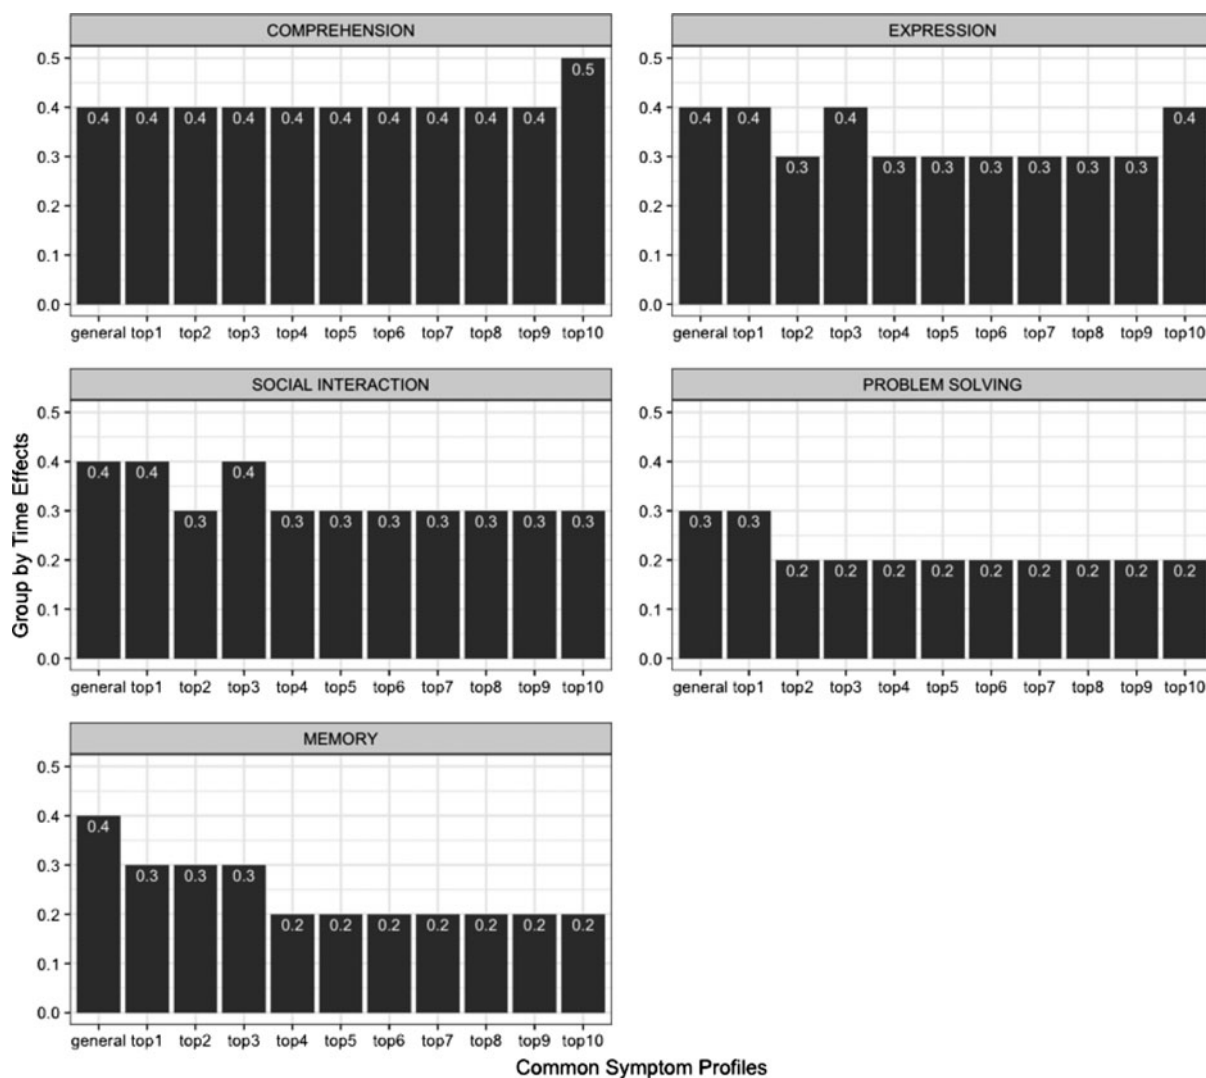 COMPREHENSION
0.5
0.4
0.3
0.2
0.1
0.0
0.4 0.4 0.4 0.4 0.4 0.4 0.4 0.4 0.4 0.4 0.5
general top1 top2 top3 top4 top5 top6 top7 top8 top9 top10
EXPRESSION
0.5
0.4
0.3
0.2
0.1
0.0
0.4 0.4 0.3 0.4 0.3 0.3 0.3 0.3 0.3 0.3 0.4
general top1 top2 top3 top4 top5 top6 top7 top8 top9 top10
Group by Time Effects
SOCIAL INTERACTION
0.5
0.4
0.3
0.2
0.1
0.0
0.4 0.4 0.3 0.4 0.3 0.3 0.3 0.3 0.3 0.3 0.3
general top1 top2 top3 top4 top5 top6 top7 top8 top9 top10
PROBLEM SOLVING
0.5
0.4
0.3
0.2
0.1
0.0
0.3 0.3 0.2 0.2 0.2 0.2 0.2 0.2 0.2 0.2 0.2
general top1 top2 top3 top4 top5 top6 top7 top8 top9 top10
MEMORY
0.5
0.4
0.3
0.2
0.1
0.0
0.4 0.3 0.3 0.3 0.2 0.2 0.2 0.2 0.2 0.2 0.2
general top1 top2 top3 top4 top5 top6 top7 top8 top9 top10
Common Symptom Profiles